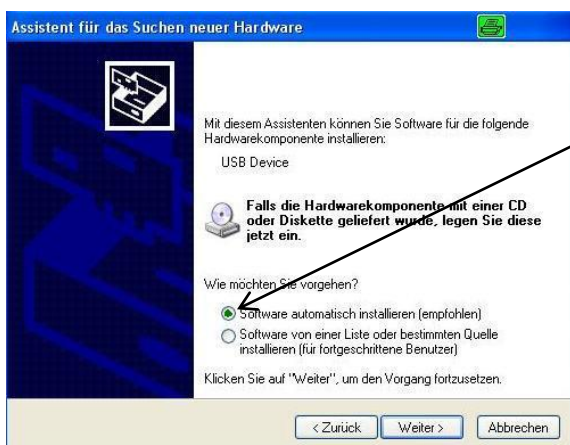 Assistent für das Suchen neuer Hardware
Mit diesem Assistenten können Sie Software für die folgende
Hardwarekomponente installieren:
USB Device
Falls die Hardwarekomponente mit einer CD
oder Diskette geliefert wurde, legen Sie diese
jetzt ein.
Wie möchten Sie vorgehen?
Software automatisch installieren (empfohlen)
Software von einer Liste oder bestimmten Quelle
installieren (für fortgeschrittene Benutzer)
Klicken Sie auf "Weiter", um den Vorgang fortzusetzen.
< Zurück Weiter > Abbrechen